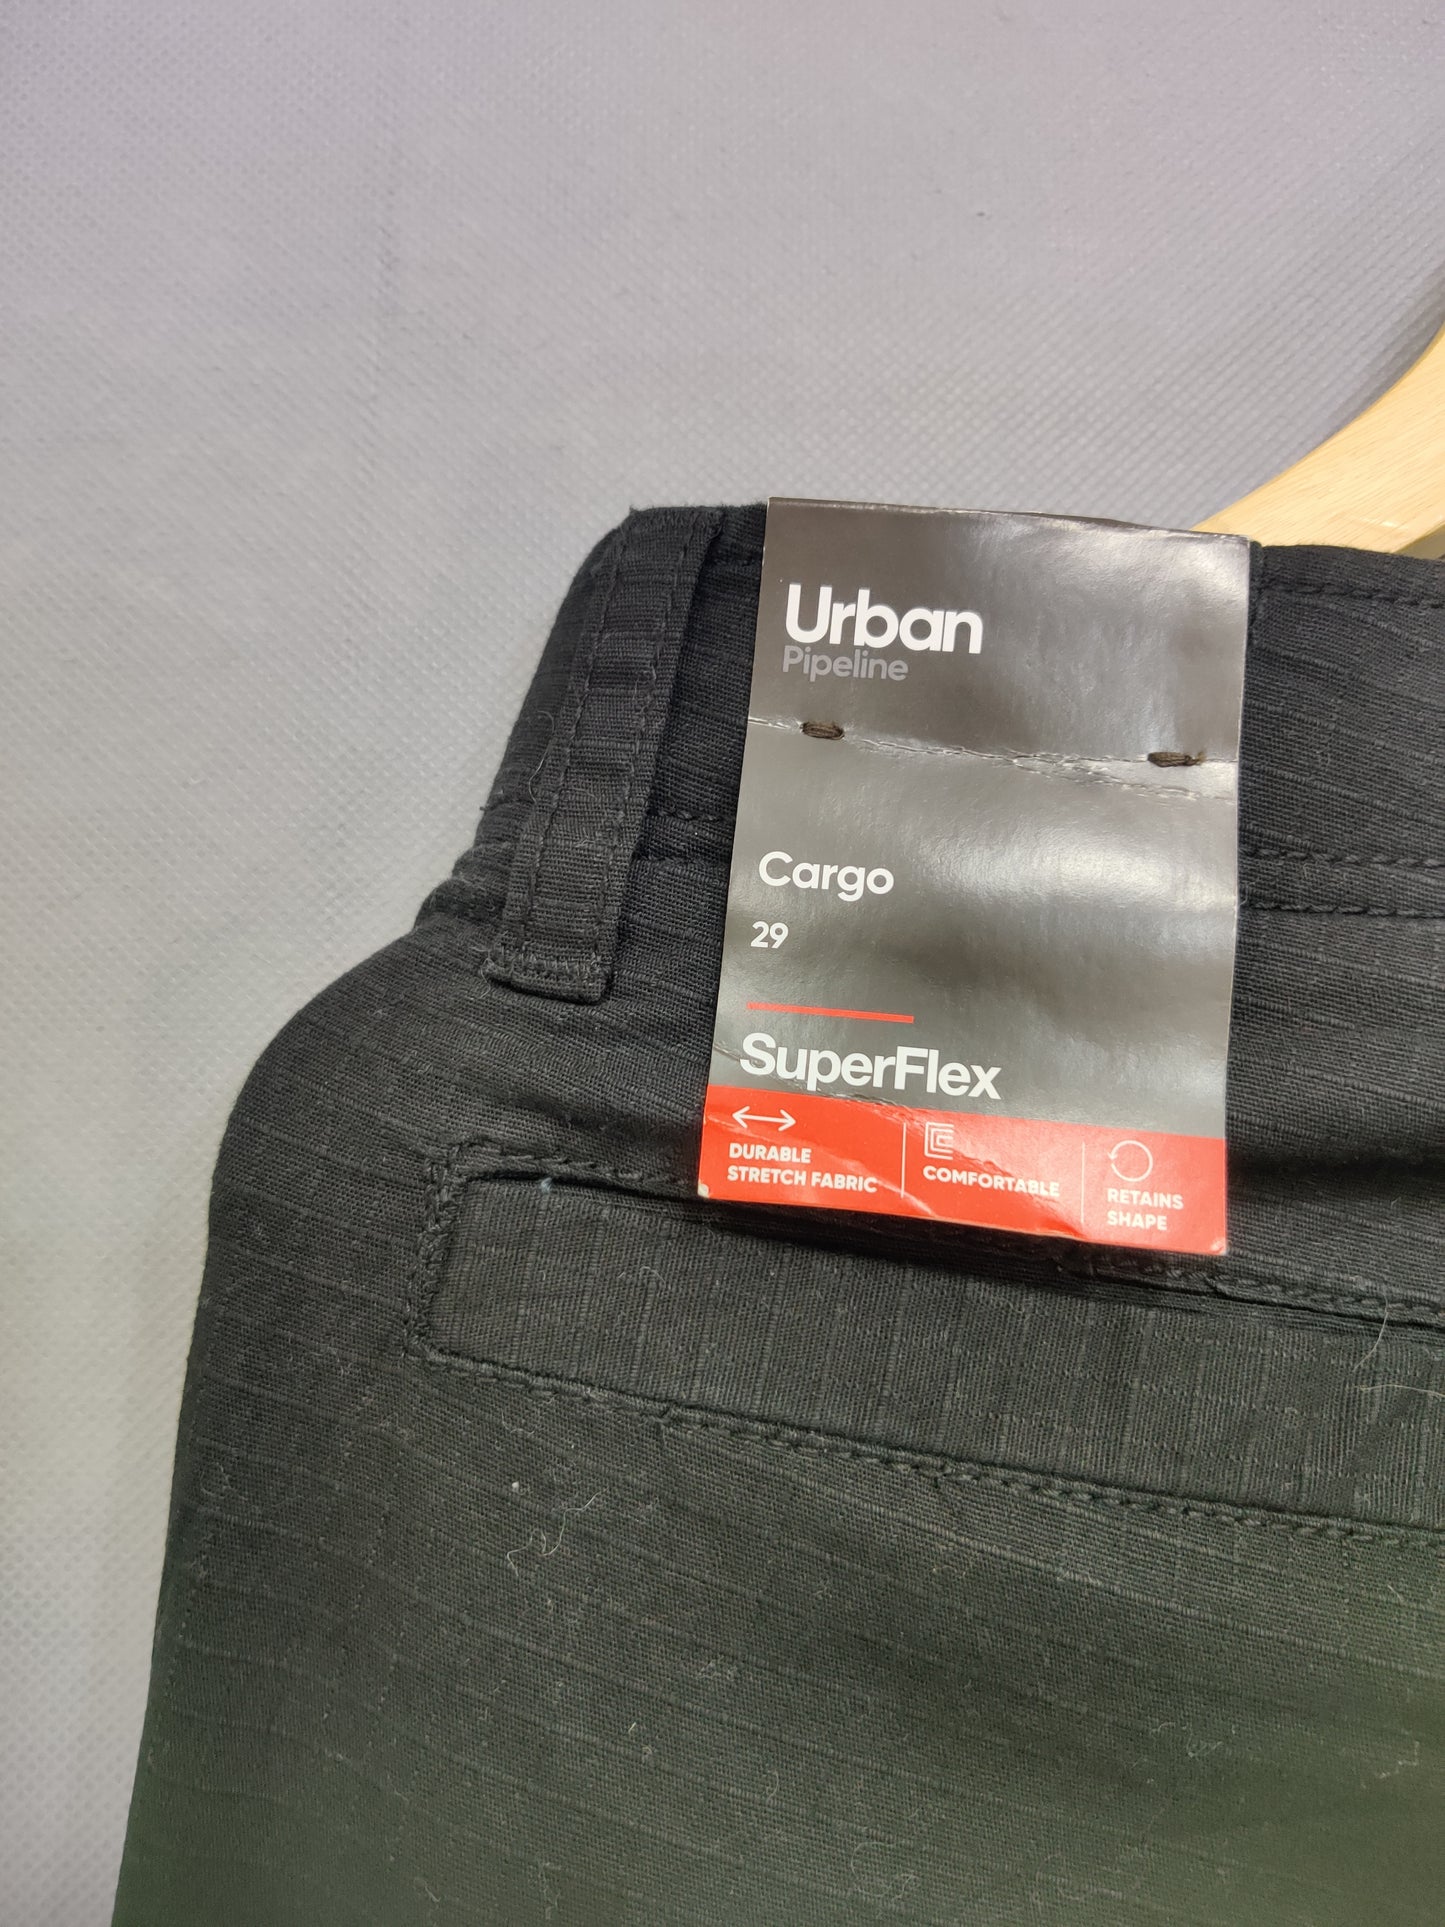 Urban
Pipeline
Cargo
29
SuperFlex
DURABLE
STRETCH FABRIC
COMFORTABLE
RETAINS
SHAPE